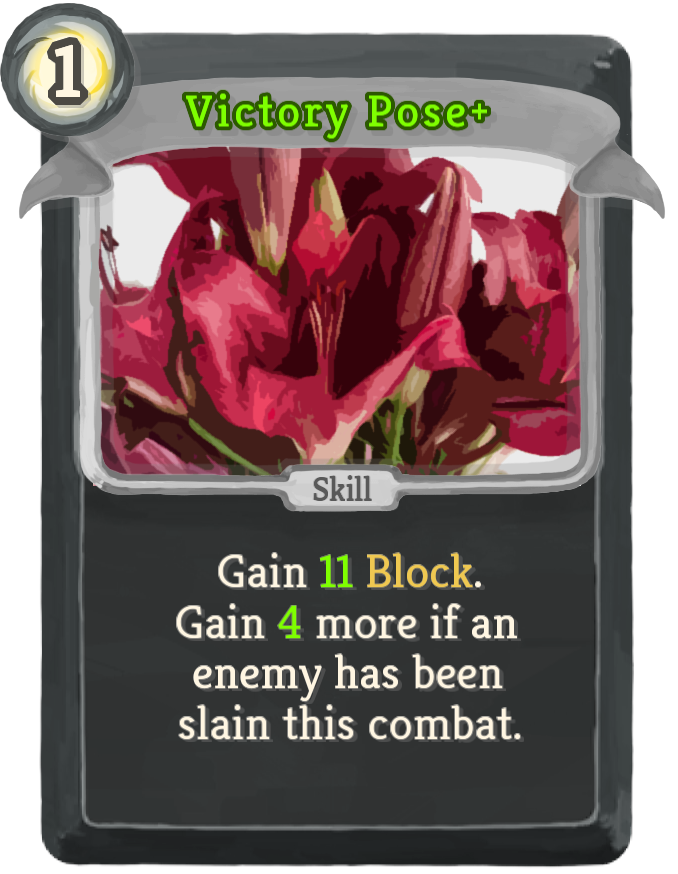 1
Victory Pose+
Skill
Gain 11 Block.
Gain 4 more if an
enemy has been
slain this combat.